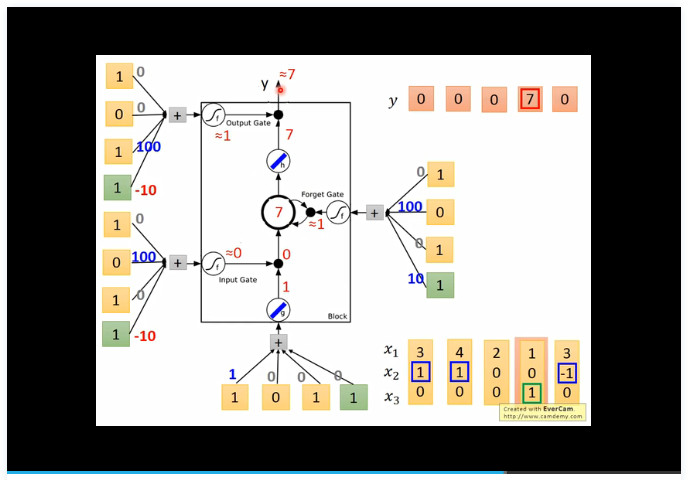 1 0
0 0
1 100
1 -10
+
f
≈1
Output Gate
y ≈7
7
h
Forget Gate
7
≈1
f
+
0 1
100 0
0 1
10 1
1 0
0 100
1 0
1 -10
+
f
≈0
Input Gate
0
1
g
Block
+
1 0 0 0
1 0 1 1
y 0 0 0 7 0
x1 3 4 2 1 3
x2 1 1 0 0 -1
x3 0 0 0 1 0
Created with EverCam.
http://www.camdemy.com